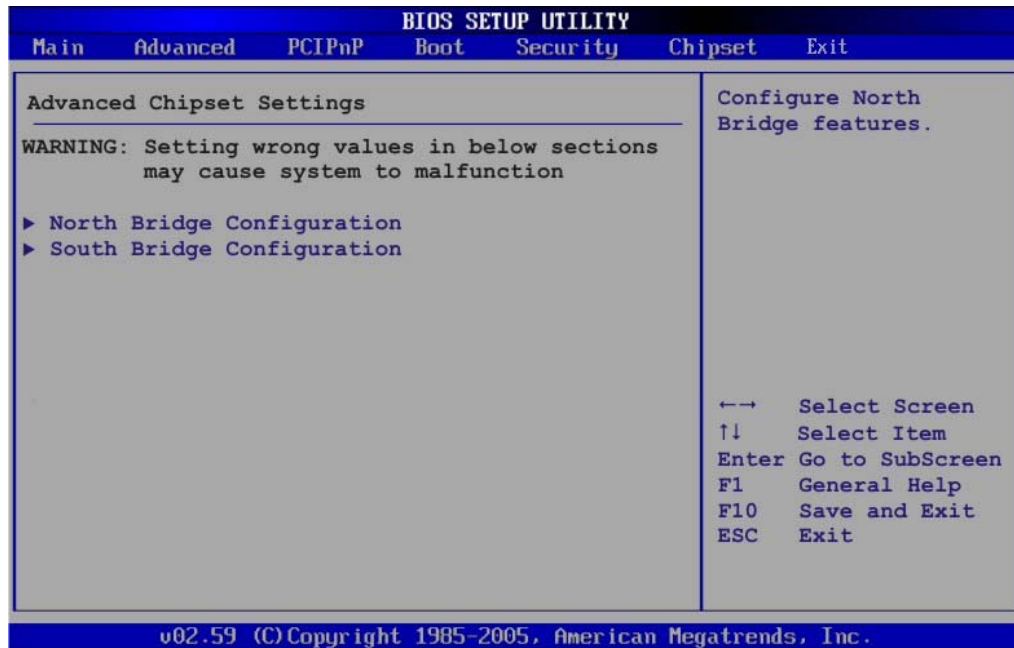 BIOS SETUP UTILITY
Main Advanced PCIPnP Boot Security Chipset Exit
Advanced Chipset Settings
WARNING: Setting wrong values in below sections
may cause system to malfunction
▶ North Bridge Configuration
▶ South Bridge Configuration
Configure North
Bridge features.
←→ Select Screen
↑↓ Select Item
Enter Go to SubScreen
F1 General Help
F10 Save and Exit
ESC Exit
v02.59 (C)Copyright 1985-2005, American Megatrends, Inc.